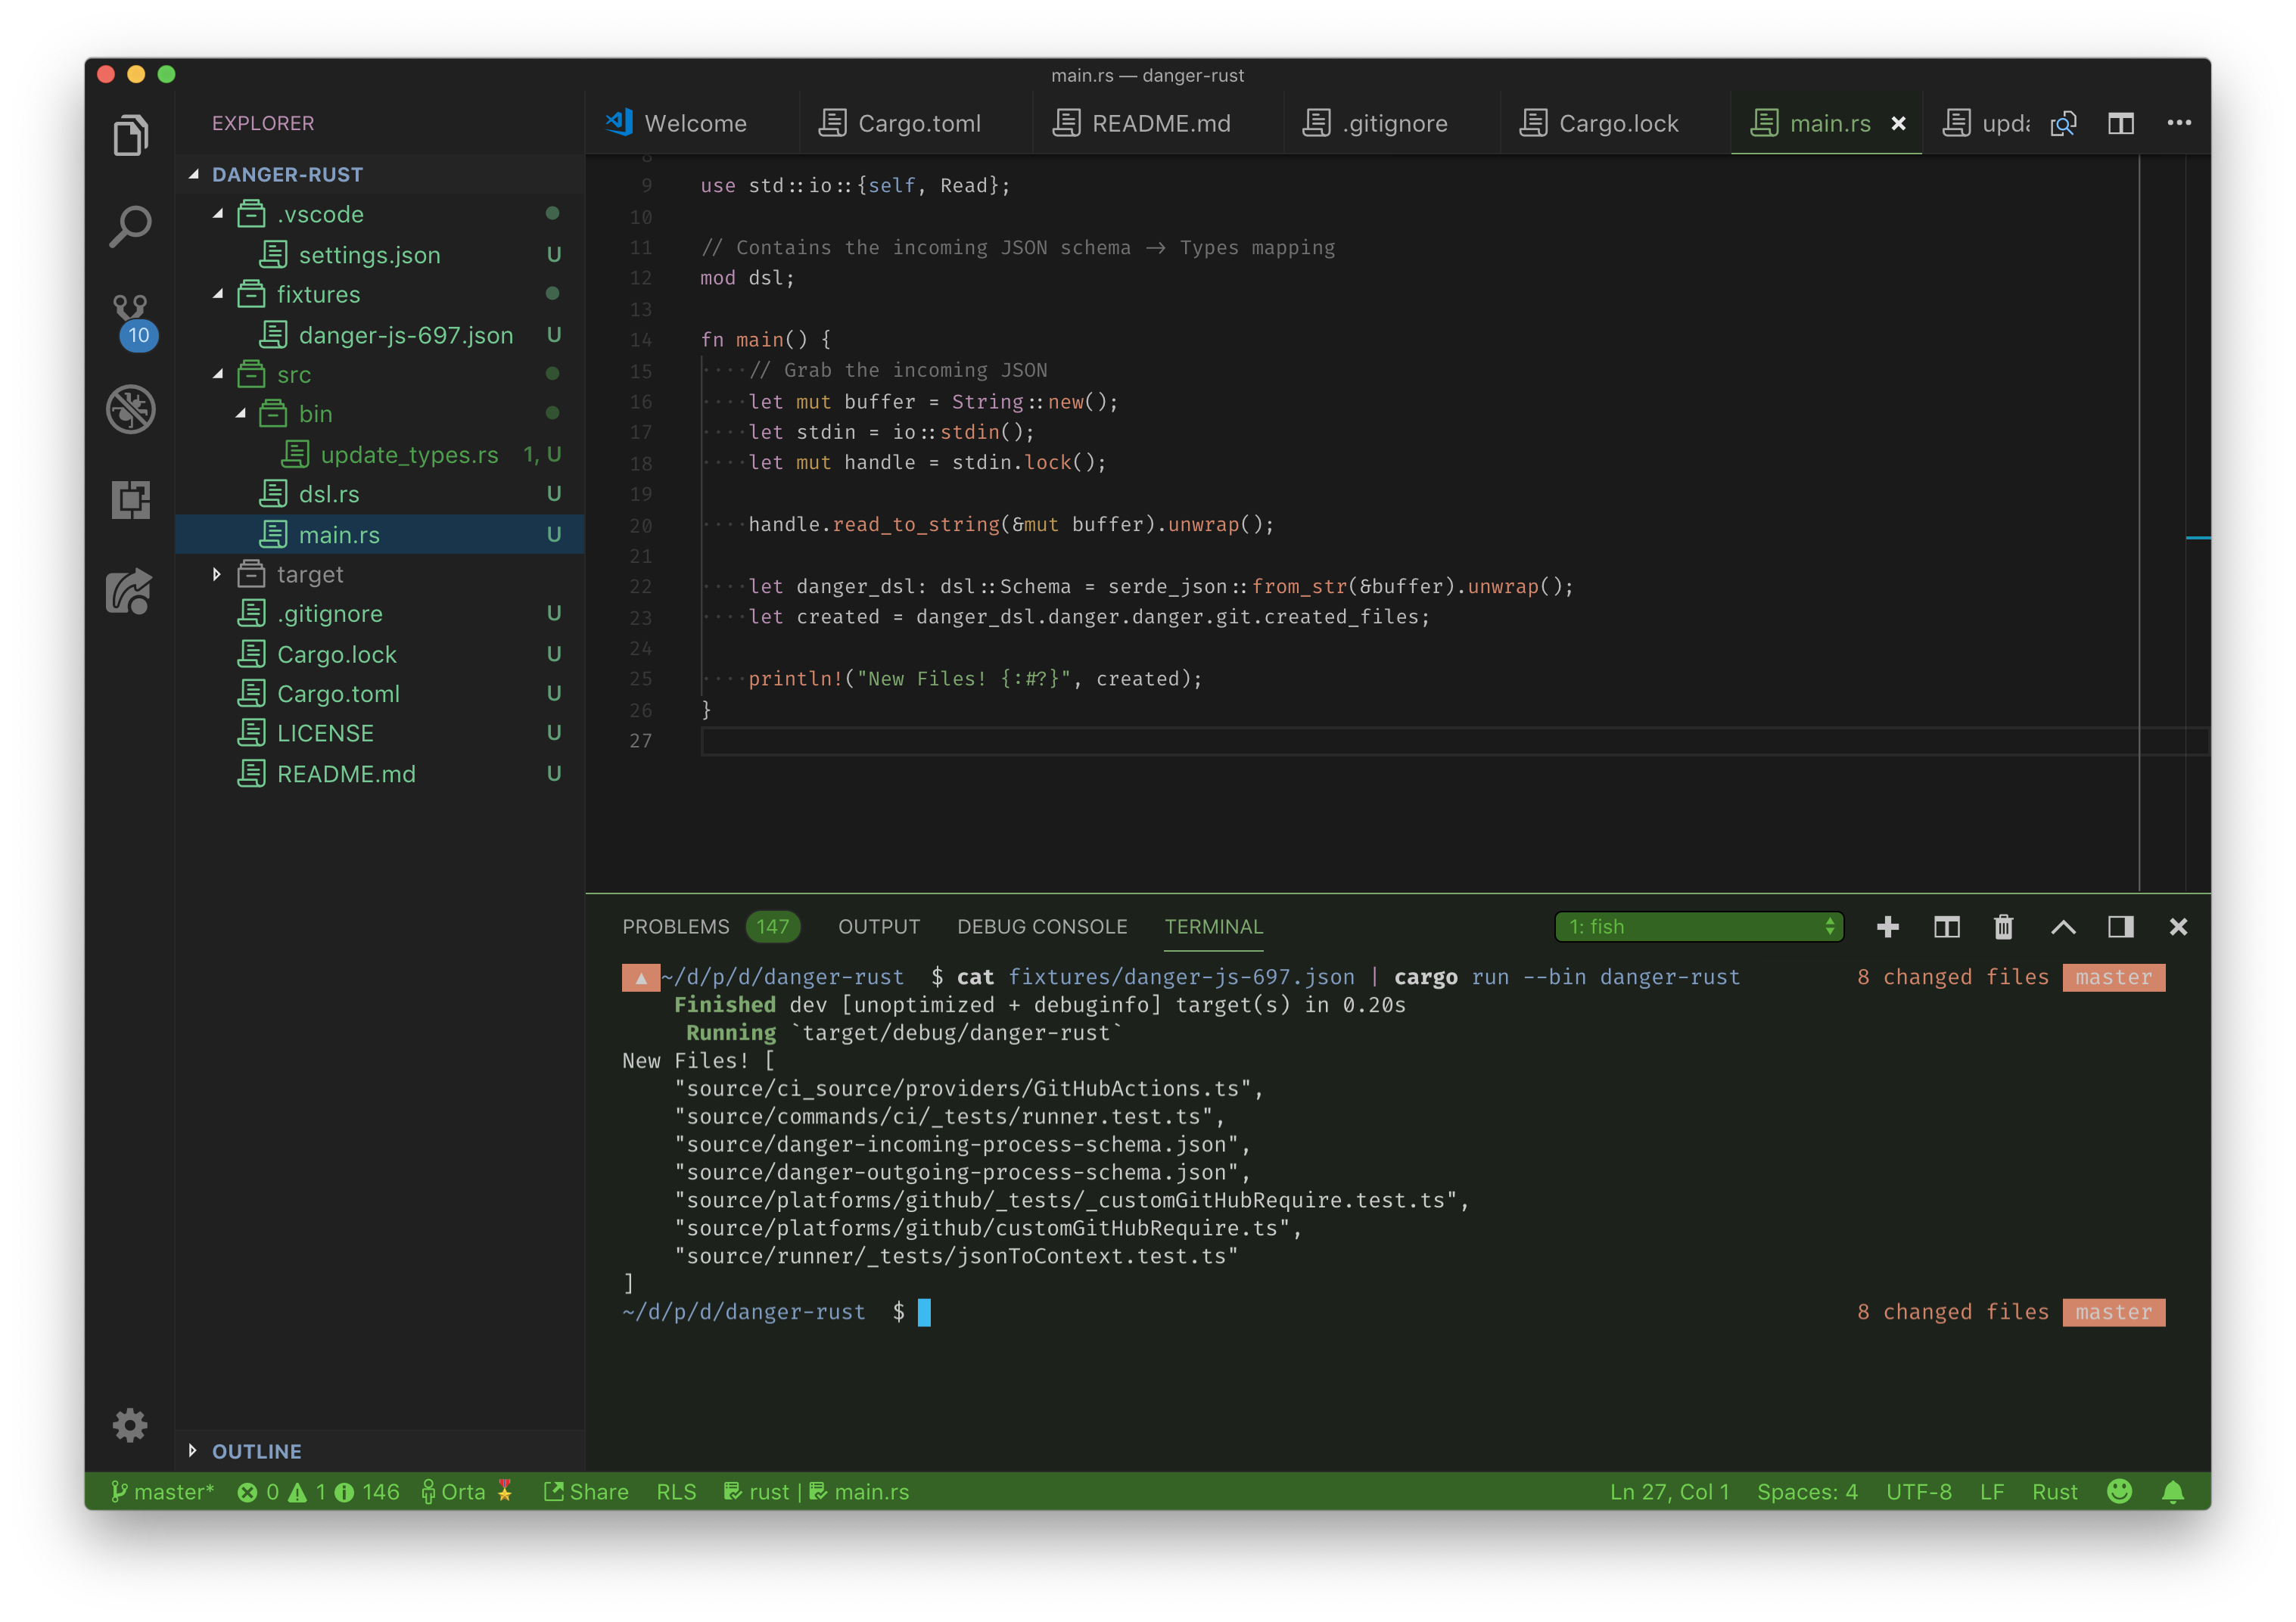 main.rs — danger-rust
EXPLORER
DANGER-RUST
.vscode
settings.json U
fixtures
danger-js-697.json U
src
bin
update_types.rs 1, U
dsl.rs U
main.rs U
target
.gitignore U
Cargo.lock U
Cargo.toml U
LICENSE U
README.md U
OUTLINE
10
Welcome Cargo.toml README.md .gitignore Cargo.lock main.rs
8
9 use std::io::{self, Read};
10
11 // Contains the incoming JSON schema -> Types mapping
12 mod dsl;
13
14 fn main() {
15 ····// Grab the incoming JSON
16 ····let mut buffer = String::new();
17 ····let stdin = io::stdin();
18 ····let mut handle = stdin.lock();
19
20 ····handle.read_to_string(&mut buffer).unwrap();
21
22 ····let danger_dsl: dsl::Schema = serde_json::from_str(&buffer).unwrap();
23 ····let created = danger_dsl.danger.danger.git.created_files;
24
25 ····println!("New Files! {:#?}", created);
26 }
27
PROBLEMS 147 OUTPUT DEBUG CONSOLE TERMINAL 1: fish
~/d/p/d/danger-rust $ cat fixtures/danger-js-697.json | cargo run --bin danger-rust 8 changed files master
Finished dev [unoptimized + debuginfo] target(s) in 0.20s
Running `target/debug/danger-rust`
New Files! [
"source/ci_source/providers/GitHubActions.ts",
"source/commands/ci/_tests/runner.test.ts",
"source/danger-incoming-process-schema.json",
"source/danger-outgoing-process-schema.json",
"source/platforms/github/_tests/_customGitHubRequire.test.ts",
"source/platforms/github/customGitHubRequire.ts",
"source/runner/_tests/jsonToContext.test.ts"
]
~/d/p/d/danger-rust $ 8 changed files master
master* 0 1 146 Orta Share RLS rust | main.rs Ln 27, Col 1 Spaces: 4 UTF-8 LF Rust